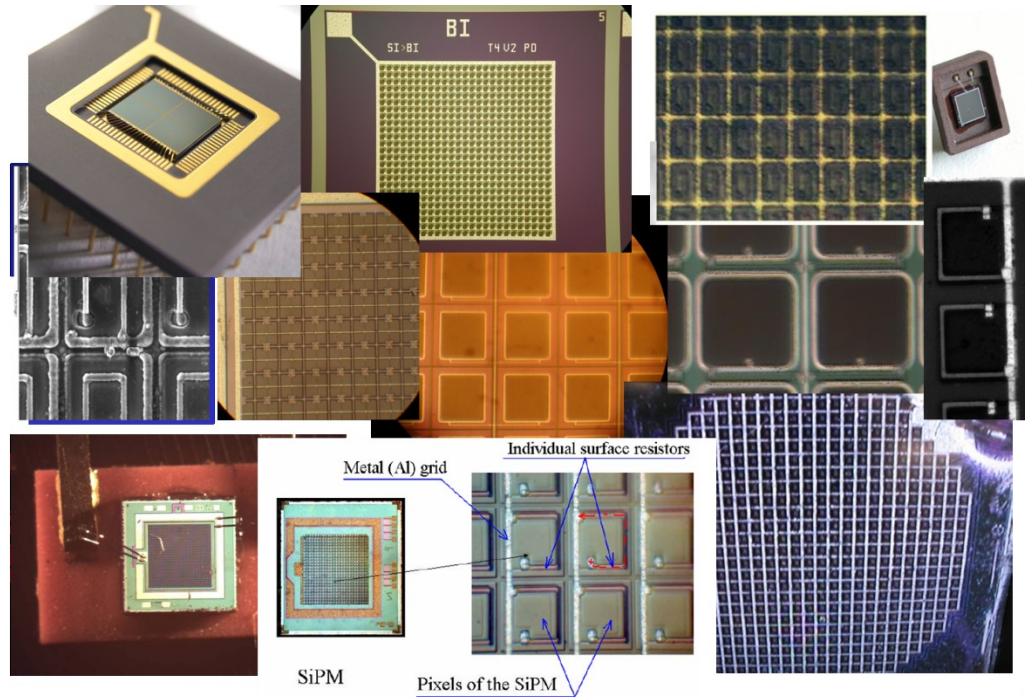 BI
5
SI>BI
T4 V2 PD
Individual surface resistors
Metal (Al) grid
SiPM
Pixels of the SiPM